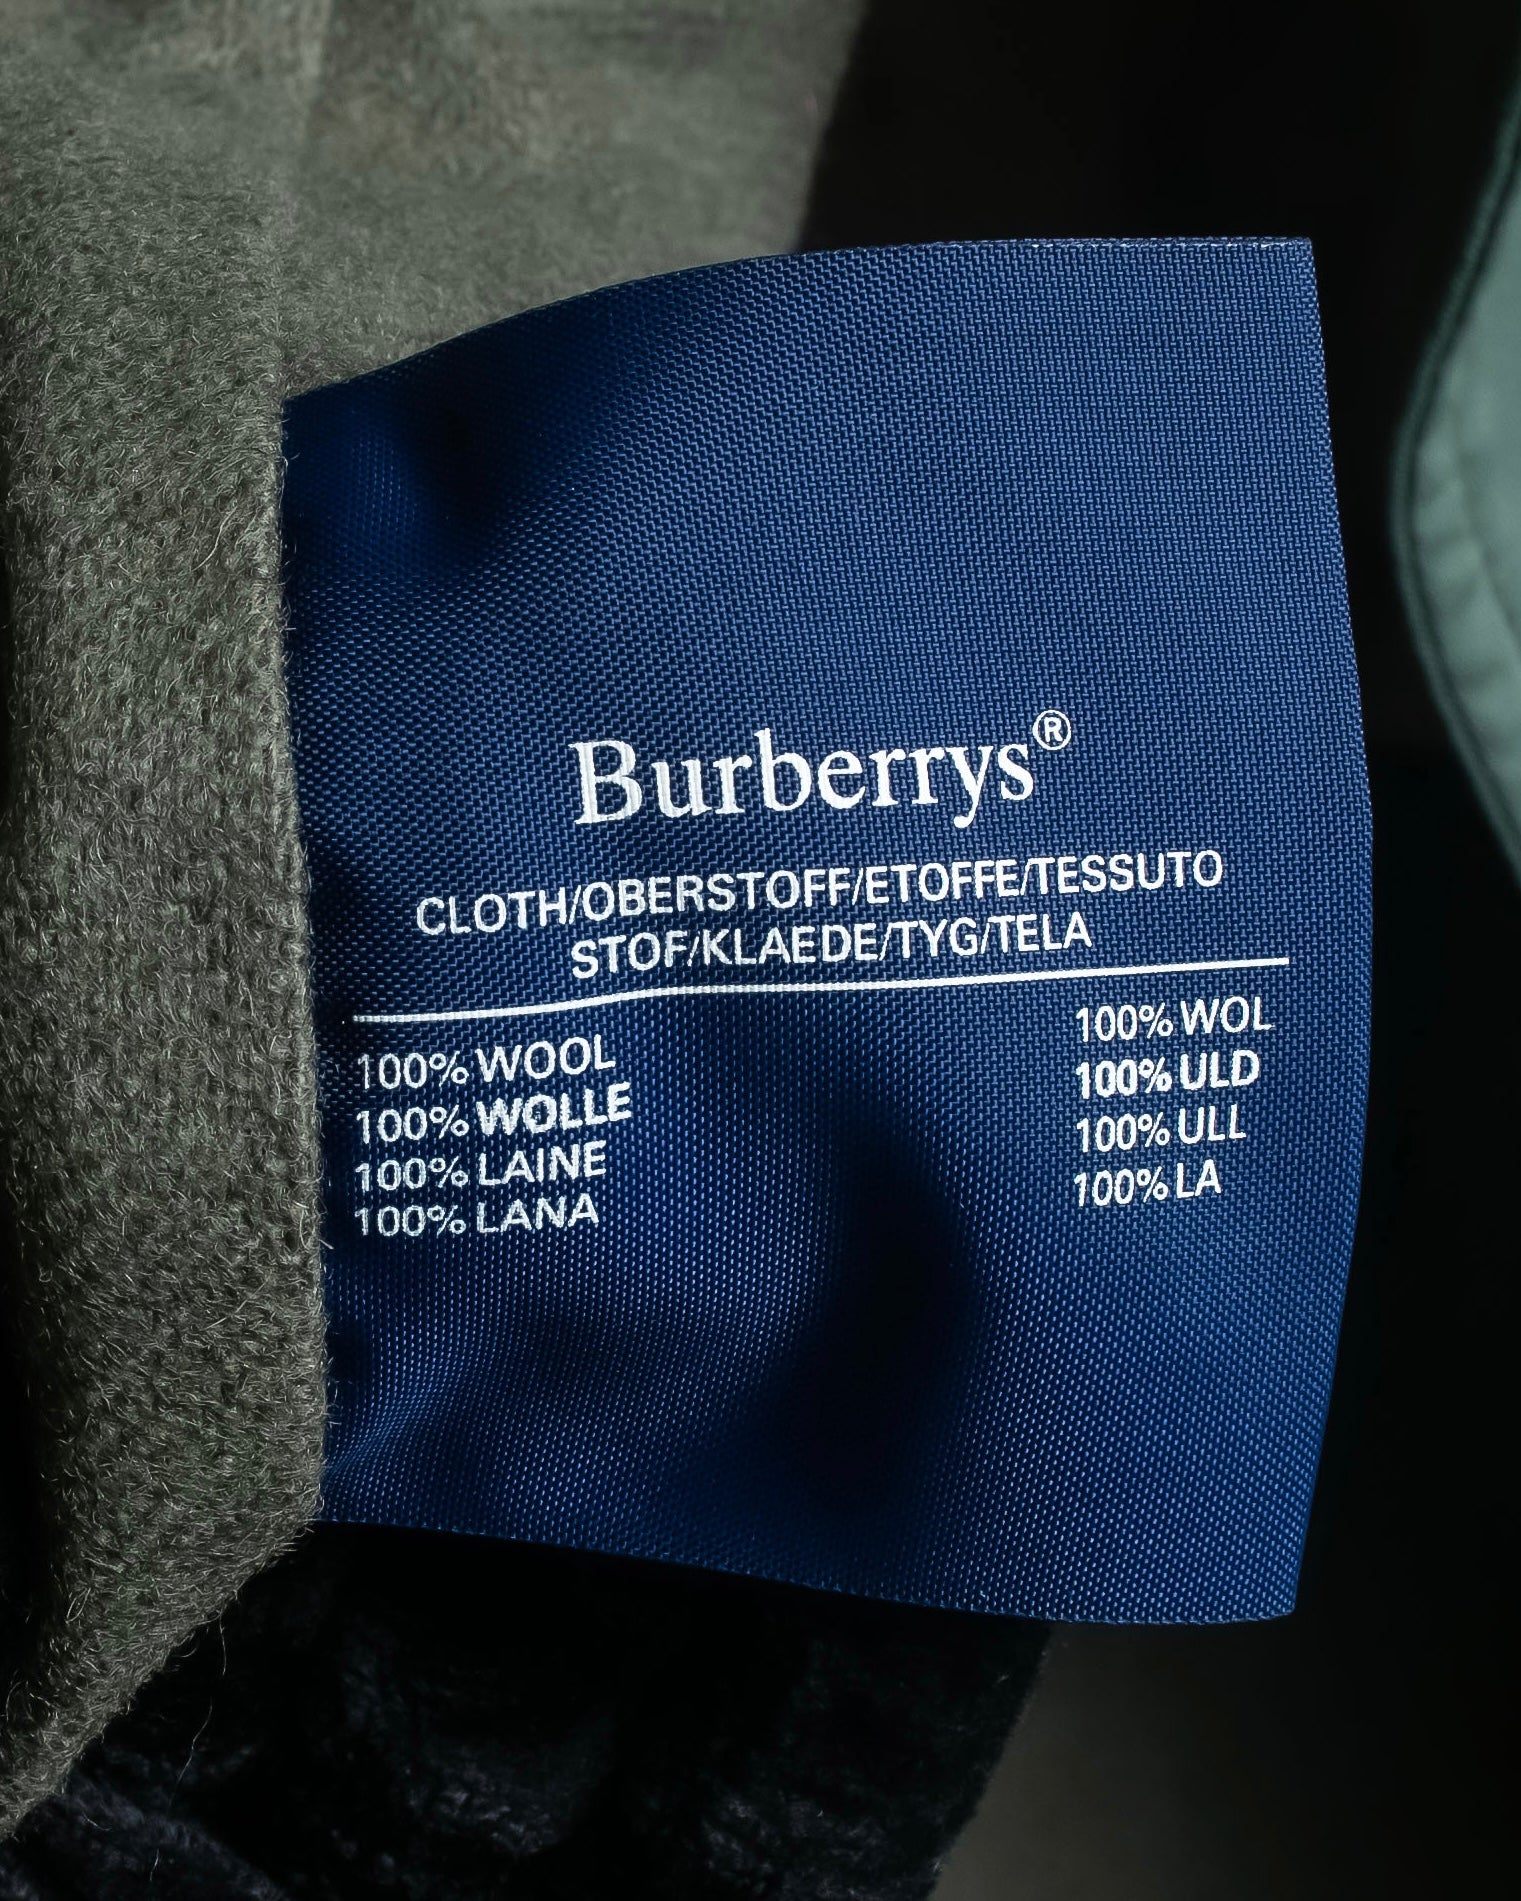 Burberrys®
CLOTH/OBERSTOFF/ETOFFE/TESSUTO
STOF/KLAEDE/TYG/TELA
100% WOOL
100% WOLLE
100% LAINE
100% LANA
100% WOL
100% ULD
100% ULL
100% LA